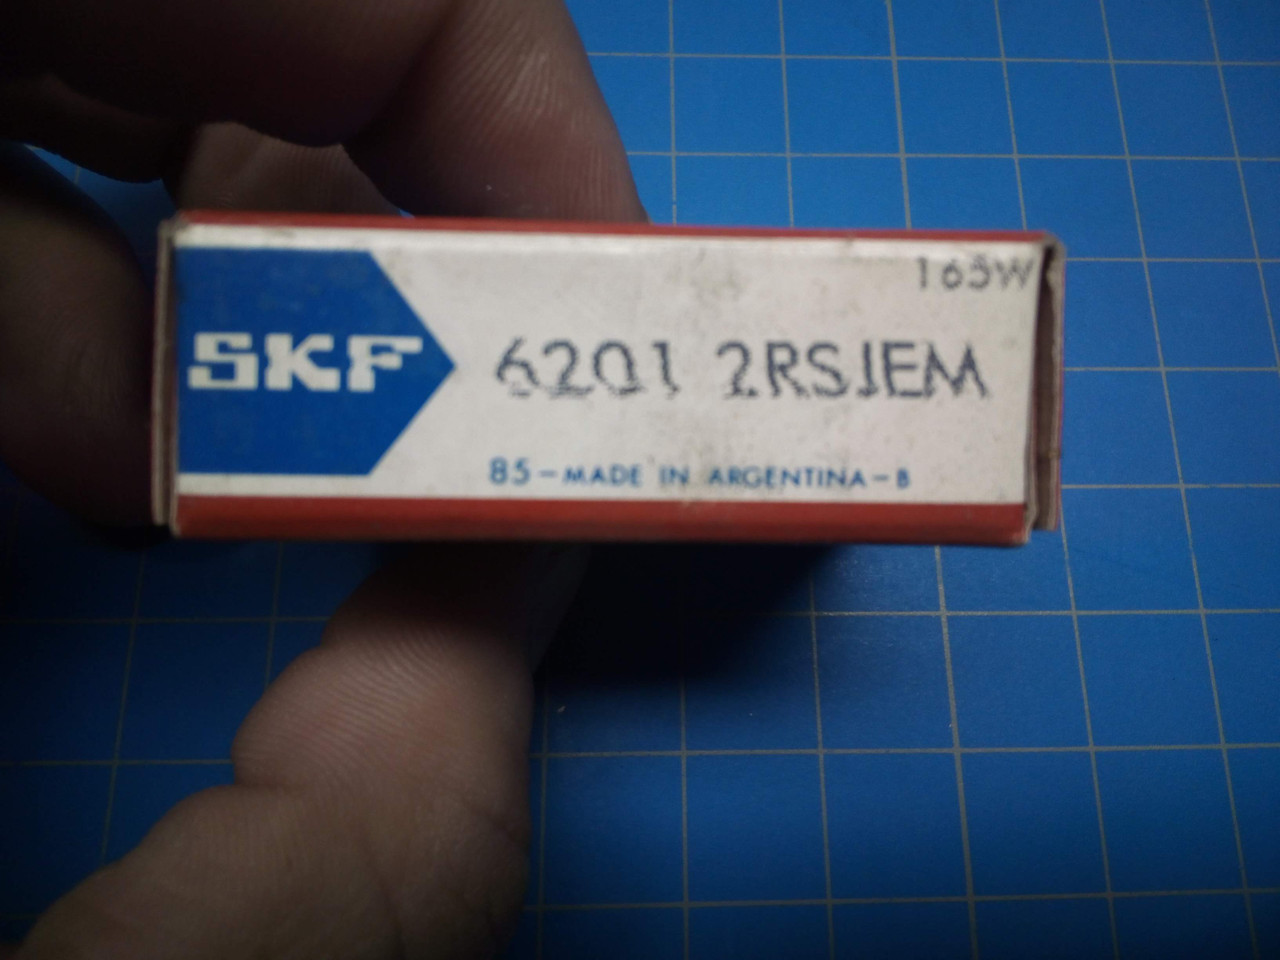 165W
SKF
6201 2RSJEM
85-MADE IN ARGENTINA-B